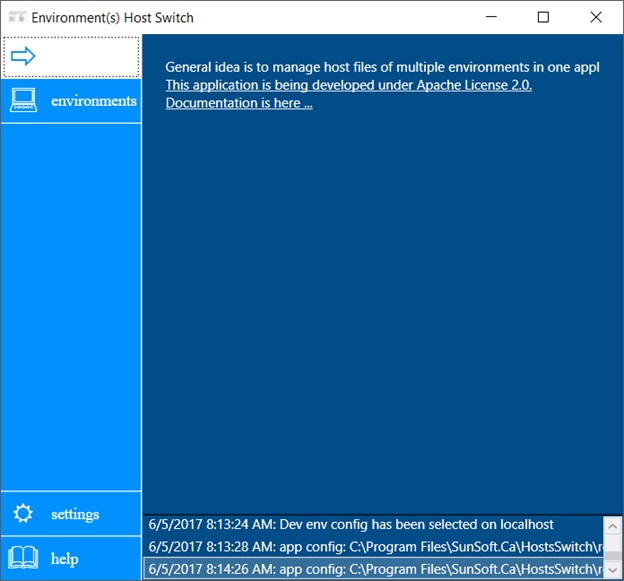 Environment(s) Host Switch
environments
General idea is to manage host files of multiple environments in one appl
This application is being developed under Apache License 2.0.
Documentation is here ...
settings
help
6/5/2017 8:13:24 AM: Dev env config has been selected on localhost
6/5/2017 8:13:28 AM: app config: C:\Program Files\SunSoft.Ca\HostsSwitch\r
6/5/2017 8:14:26 AM: app config: C:\Program Files\SunSoft.Ca\HostsSwitch\r